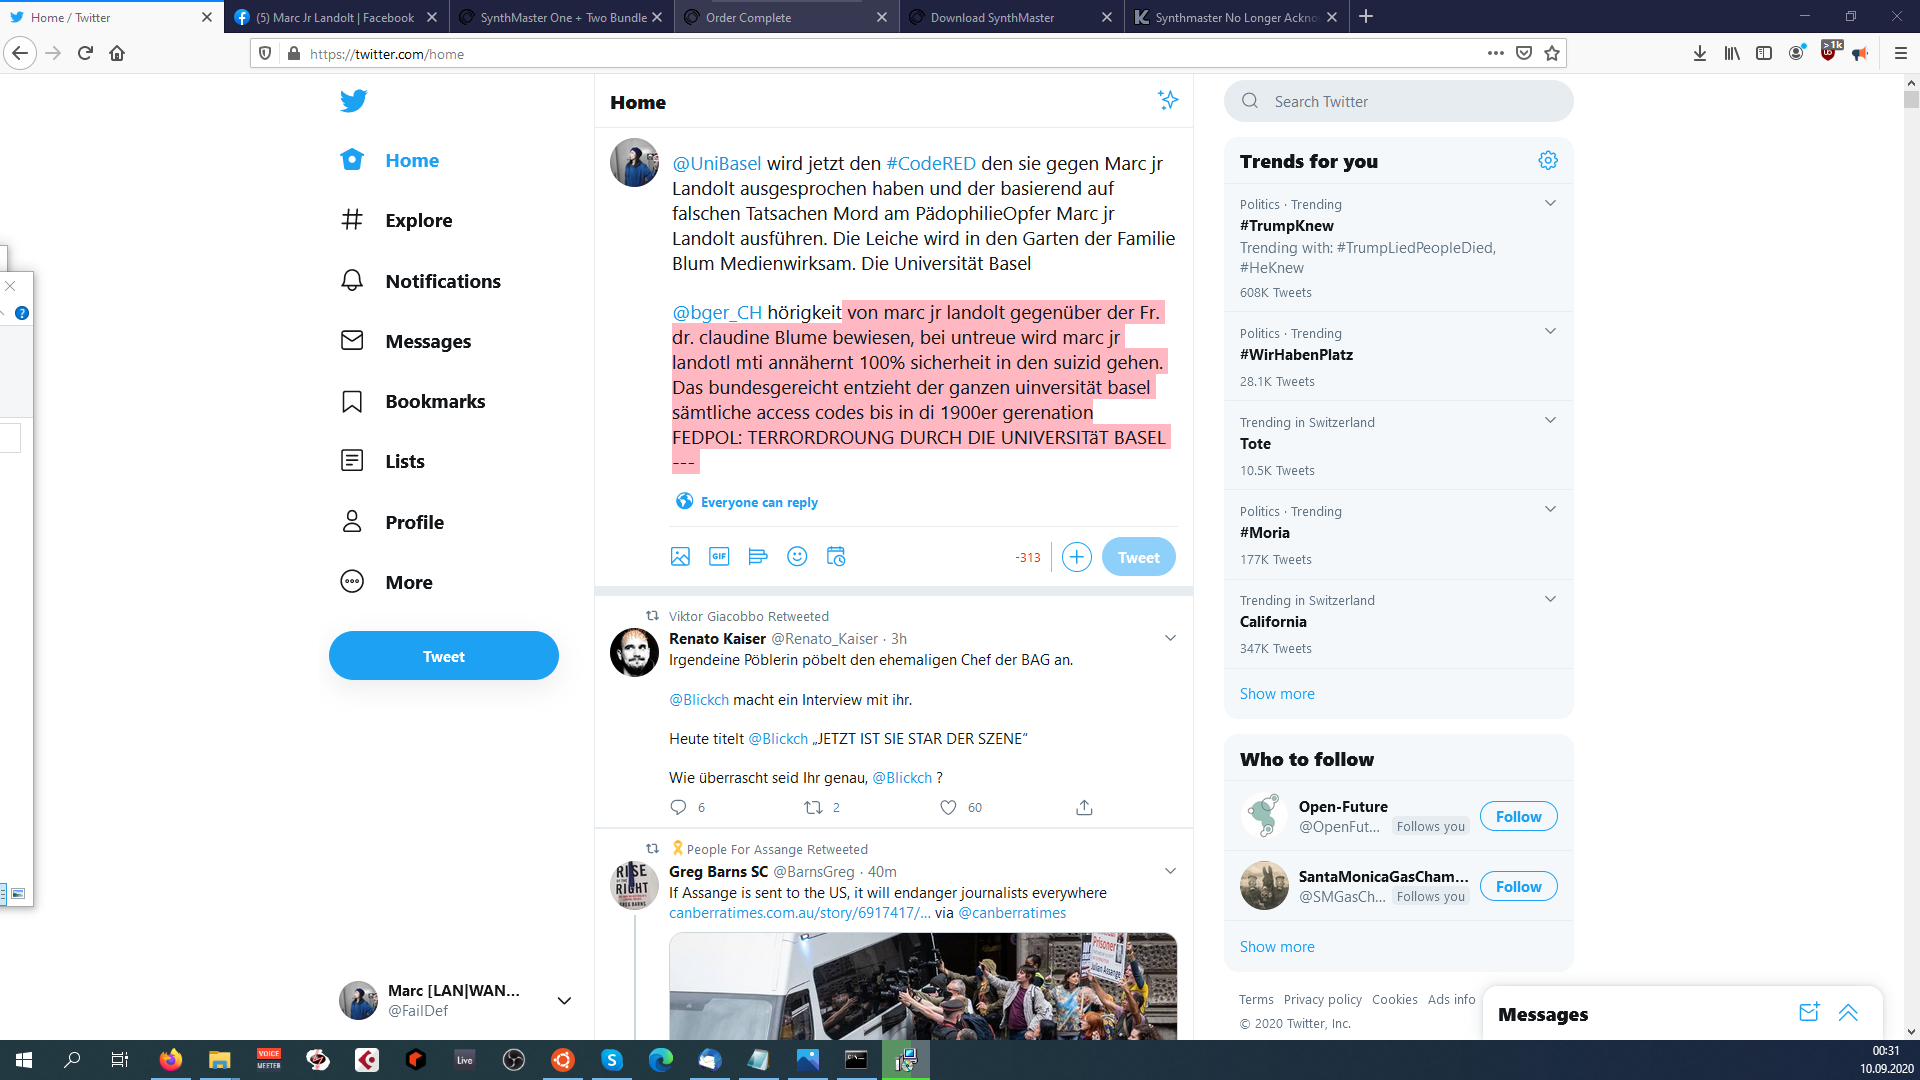 Home / Twitter
(5) Marc Jr Landolt | Facebook
SynthMaster One + Two Bundle
Order Complete
Download SynthMaster
Synthmaster No Longer Ackno
https://twitter.com/home
>1k
Home
Explore
Notifications
Messages
Bookmarks
Lists
Profile
More
Tweet
Marc [LAN|WAN...
@FailDef
Home
@UniBasel wird jetzt den #CodeRED den sie gegen Marc jr
Landolt ausgesprochen haben und der basierend auf
falschen Tatsachen Mord am PädophilieOpfer Marc jr
Landolt ausführen. Die Leiche wird in den Garten der Familie
Blum Medienwirksam. Die Universität Basel
@bger_CH hörigkeit von marc jr landolt gegenüber der Fr.
dr. claudine Blume bewiesen, bei untreue wird marc jr
landotl mti annähernt 100% sicherheit in den suizid gehen.
Das bundesgereicht entzieht der ganzen uinversität basel
sämtliche access codes bis in di 1900er gerenation
FEDPOL: TERRORDROUNG DURCH DIE UNIVERSITäT BASEL
---
Everyone can reply
GIF
-313
Tweet
Viktor Giacobbo Retweeted
Renato Kaiser @Renato_Kaiser · 3h
Irgendeine Pöblerin pöbelt den ehemaligen Chef der BAG an.
@Blickch macht ein Interview mit ihr.
Heute titelt @Blickch „JETZT IST SIE STAR DER SZENE“
Wie überrascht seid Ihr genau, @Blickch ?
6 2 60
People For Assange Retweeted
Greg Barns SC @BarnsGreg · 40m
If Assange is sent to the US, it will endanger journalists everywhere
canberratimes.com.au/story/6917417/... via @canberratimes
RISE
RIGHT
GREG BARNS
Prisoner
Julian Assange
Search Twitter
Trends for you
Politics · Trending
#TrumpKnew
Trending with: #TrumpLiedPeopleDied,
#HeKnew
608K Tweets
Politics · Trending
#WirHabenPlatz
28.1K Tweets
Trending in Switzerland
Tote
10.5K Tweets
Politics · Trending
#Moria
177K Tweets
Trending in Switzerland
California
347K Tweets
Show more
Who to follow
Open-Future
@OpenFut... Follows you
Follow
SantaMonicaGasCham...
@SMGasCh... Follows you
Follow
Show more
Terms Privacy policy Cookies Ads info
© 2020 Twitter, Inc.
Messages
VOICE
MEETER
Live
00:31
10.09.2020